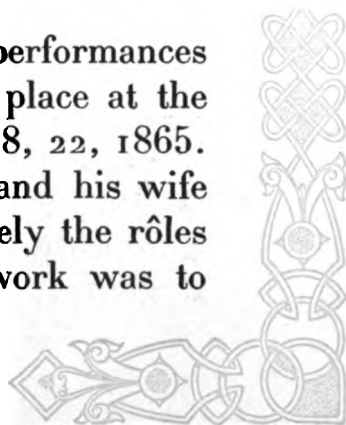 performances
place at the
8, 22, 1865.
and his wife
ely the rôles
work was to